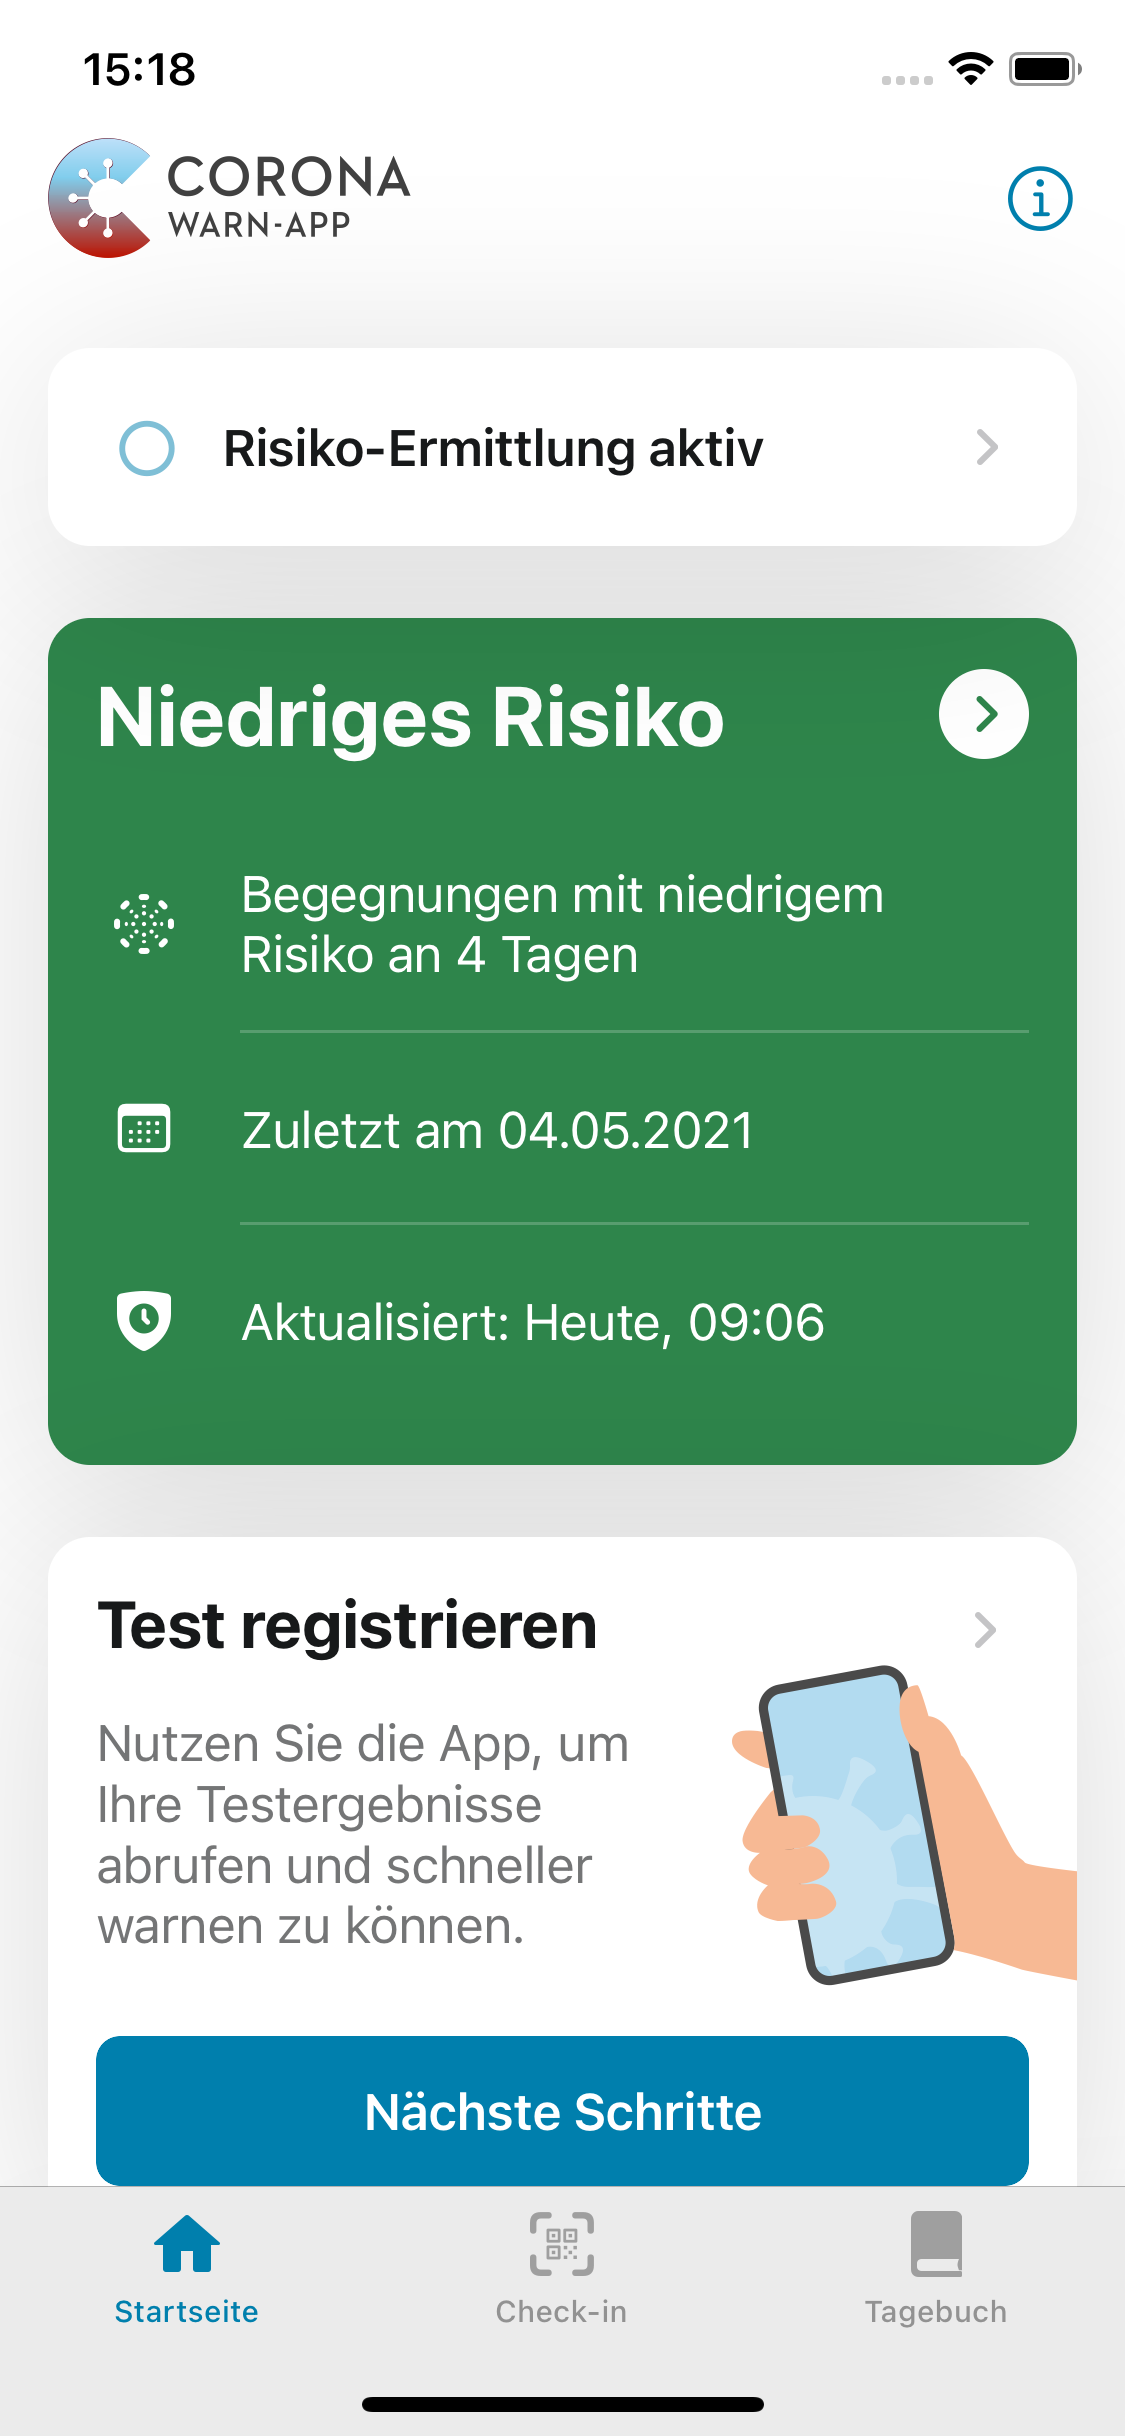 15:18
CORONA
WARN-APP
Risiko-Ermittlung aktiv
Niedriges Risiko
Begegnungen mit niedrigem
Risiko an 4 Tagen
Zuletzt am 04.05.2021
Aktualisiert: Heute, 09:06
Test registrieren
Nutzen Sie die App, um
Ihre Testergebnisse
abrufen und schneller
warnen zu können.
Nächste Schritte
Startseite
Check-in
Tagebuch